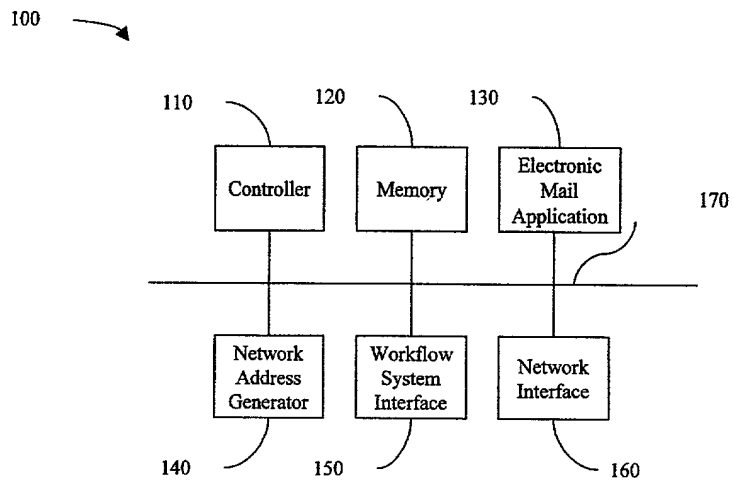 100
110
120
130
Controller
Memory
Electronic
Mail
Application
170
Network
Address
Generator
Workflow
System
Interface
Network
Interface
140
150
160